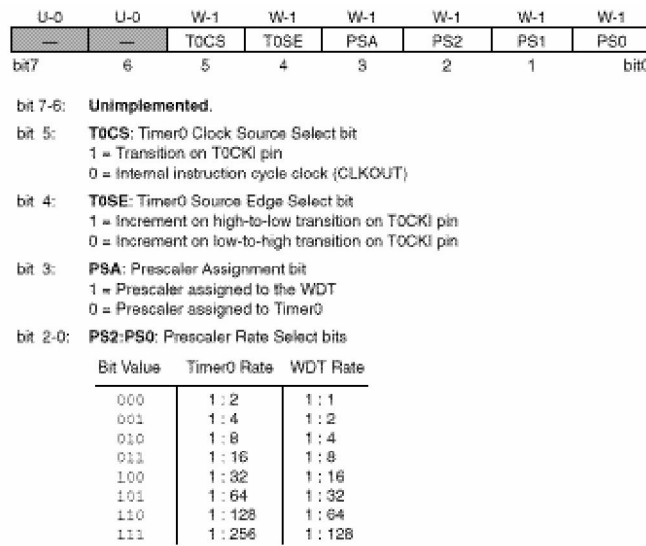 U-0 U-0 W-1 W-1 W-1 W-1 W-1 W-1
— — T0CS T0SE PSA PS2 PS1 PS0
bit7 6 5 4 3 2 1 bit0
bit 7-6: Unimplemented.
bit 5: T0CS: Timer0 Clock Source Select bit
1 = Transition on T0CKI pin
0 = Internal instruction cycle clock (CLKOUT)
bit 4: T0SE: Timer0 Source Edge Select bit
1 = Increment on high-to-low transition on T0CKI pin
0 = Increment on low-to-high transition on T0CKI pin
bit 3: PSA: Prescaler Assignment bit
1 = Prescaler assigned to the WDT
0 = Prescaler assigned to Timer0
bit 2-0: PS2:PS0: Prescaler Rate Select bits
Bit Value Timer0 Rate WDT Rate
000 1 : 2 1 : 1
001 1 : 4 1 : 2
010 1 : 8 1 : 4
011 1 : 16 1 : 8
100 1 : 32 1 : 16
101 1 : 64 1 : 32
110 1 : 128 1 : 64
111 1 : 256 1 : 128